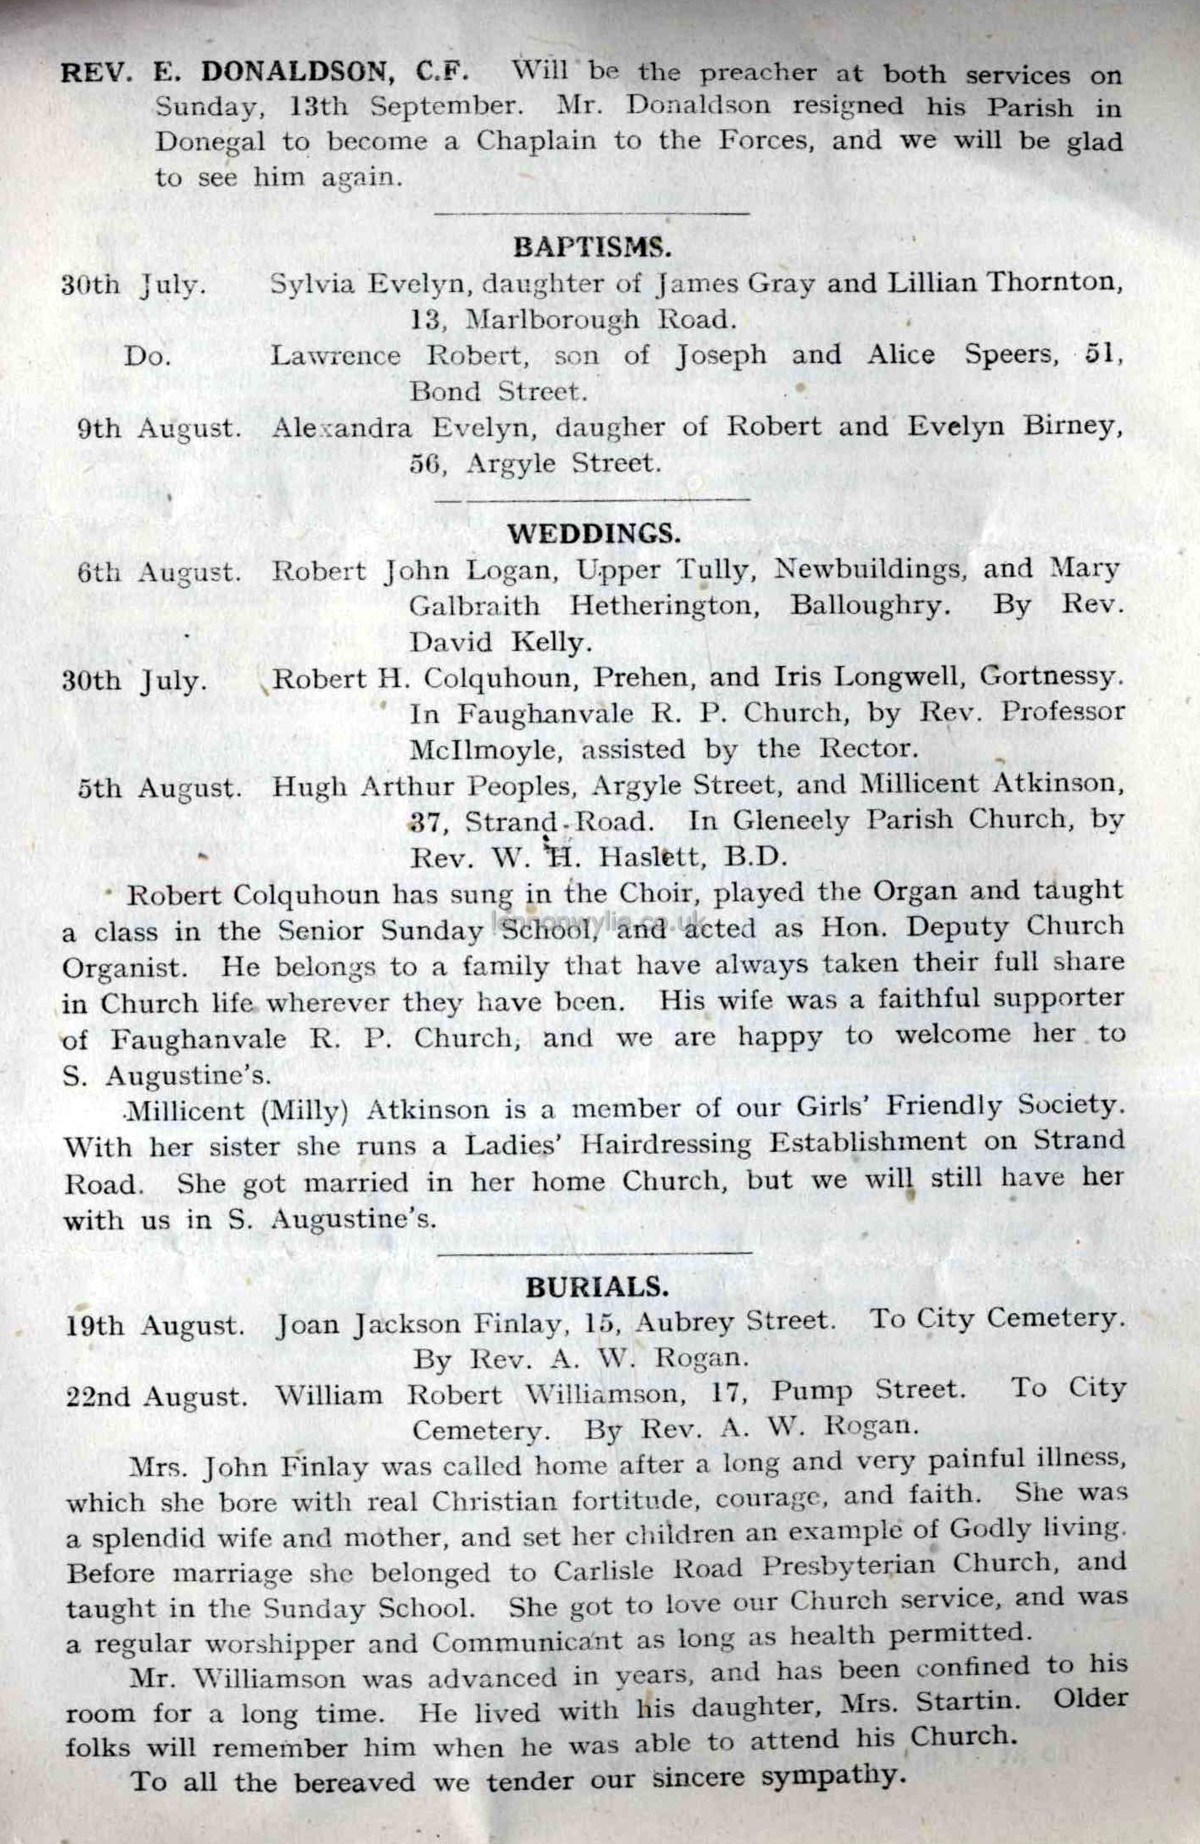 REV. E. DONALDSON, C.F. Will be the preacher at both services on
Sunday, 13th September. Mr. Donaldson resigned his Parish in
Donegal to become a Chaplain to the Forces, and we will be glad
to see him again.
BAPTISMS.
30th July. Sylvia Evelyn, daughter of James Gray and Lillian Thornton,
13, Marlborough Road.
Do. Lawrence Robert, son of Joseph and Alice Speers, 51,
Bond Street.
9th August. Alexandra Evelyn, daugher of Robert and Evelyn Birney,
56, Argyle Street.
WEDDINGS.
6th August. Robert John Logan, Upper Tully, Newbuildings, and Mary
Galbraith Hetherington, Balloughry. By Rev.
David Kelly.
30th July. Robert H. Colquhoun, Prehen, and Iris Longwell, Gortnessy.
In Faughanvale R. P. Church, by Rev. Professor
McIlmoyle, assisted by the Rector.
5th August. Hugh Arthur Peoples, Argyle Street, and Millicent Atkinson,
37, Strand Road. In Gleneely Parish Church, by
Rev. W. H. Haslett, B.D.
Robert Colquhoun has sung in the Choir, played the Organ and taught
a class in the Senior Sunday School, and acted as Hon. Deputy Church
lennonwylie.co.uk
Organist. He belongs to a family that have always taken their full share
in Church life wherever they have been. His wife was a faithful supporter
of Faughanvale R. P. Church, and we are happy to welcome her to
S. Augustine's.
Millicent (Milly) Atkinson is a member of our Girls' Friendly Society.
With her sister she runs a Ladies' Hairdressing Establishment on Strand
Road. She got married in her home Church, but we will still have her
with us in S. Augustine's.
BURIALS.
19th August. Joan Jackson Finlay, 15, Aubrey Street. To City Cemetery.
By Rev. A. W. Rogan.
22nd August. William Robert Williamson, 17, Pump Street. To City
Cemetery. By Rev. A. W. Rogan.
Mrs. John Finlay was called home after a long and very painful illness,
which she bore with real Christian fortitude, courage, and faith. She was
a splendid wife and mother, and set her children an example of Godly living.
Before marriage she belonged to Carlisle Road Presbyterian Church, and
taught in the Sunday School. She got to love our Church service, and was
a regular worshipper and Communicant as long as health permitted.
Mr. Williamson was advanced in years, and has been confined to his
room for a long time. He lived with his daughter, Mrs. Startin. Older
folks will remember him when he was able to attend his Church.
To all the bereaved we tender our sincere sympathy.